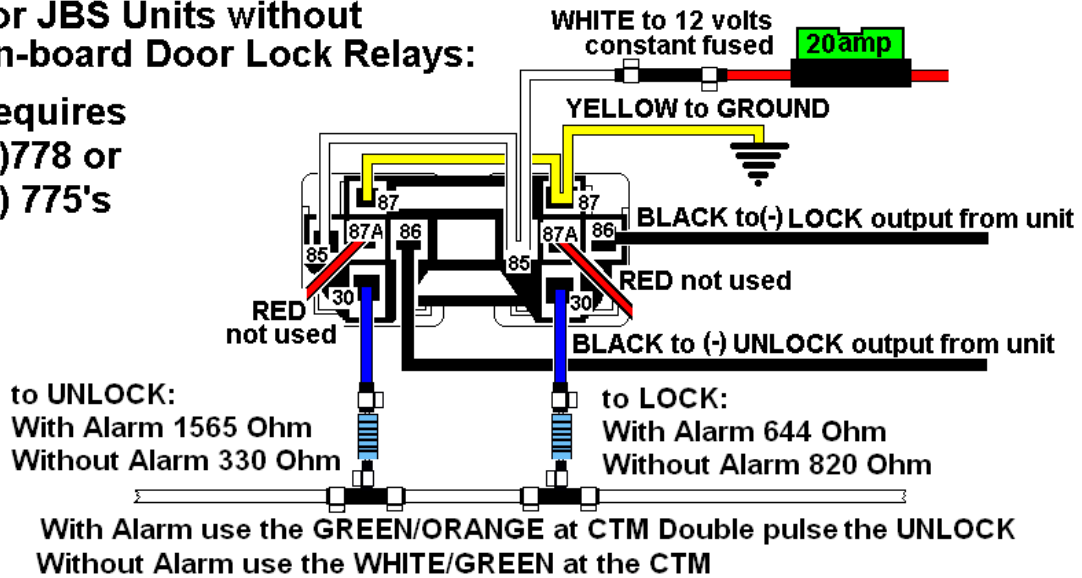 or JBS Units without
n-board Door Lock Relays:
equires
)778 or
) 775's
WHITE to 12 volts
constant fused
20amp
YELLOW to GROUND
87
87
87A
86
87A
86
BLACK to(-) LOCK output from unit
85
85
RED not used
30
30
RED
not used
BLACK to (-) UNLOCK output from unit
to UNLOCK:
With Alarm 1565 Ohm
Without Alarm 330 Ohm
to LOCK:
With Alarm 644 Ohm
Without Alarm 820 Ohm
With Alarm use the GREEN/ORANGE at CTM Double pulse the UNLOCK
Without Alarm use the WHITE/GREEN at the CTM